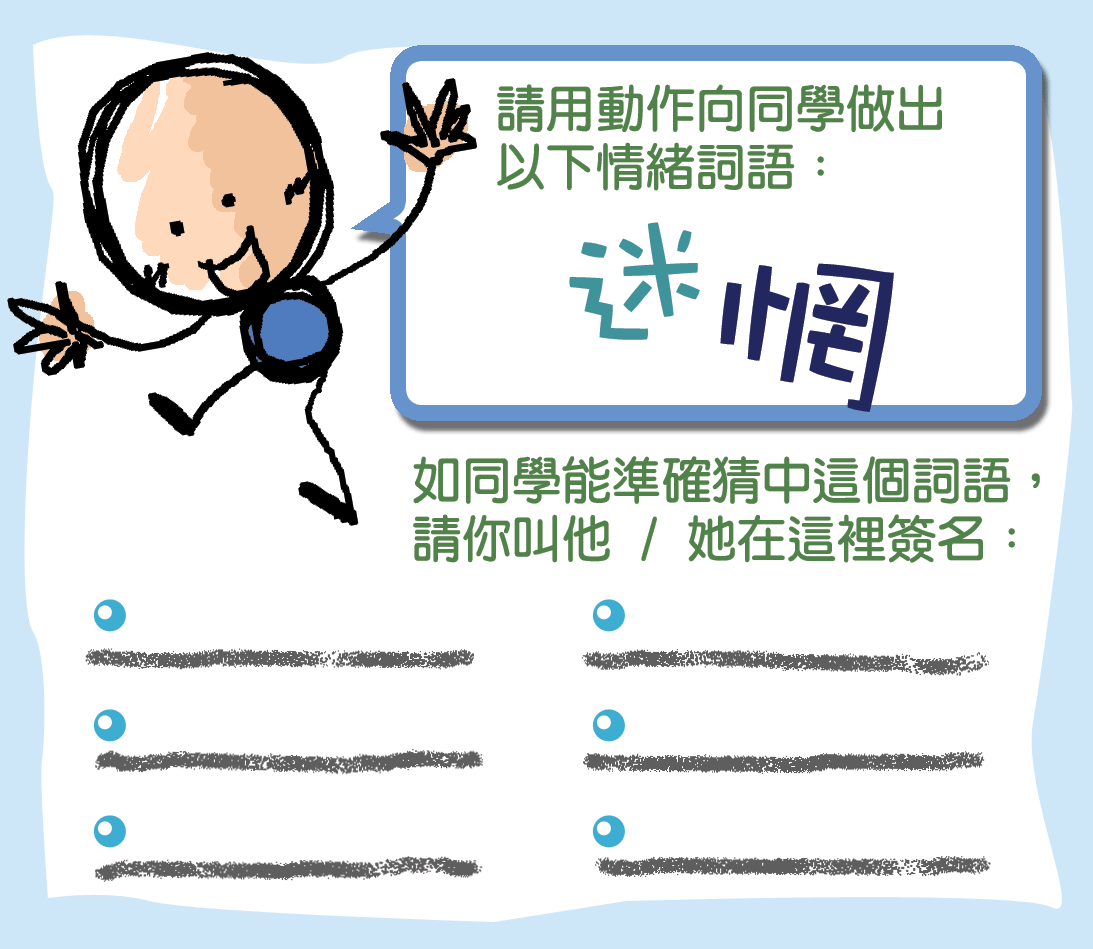 請用動作向同學做出
以下情緒詞語：
迷惘
如同學能準確猜中這個詞語，
請你叫他 / 她在這裡簽名：